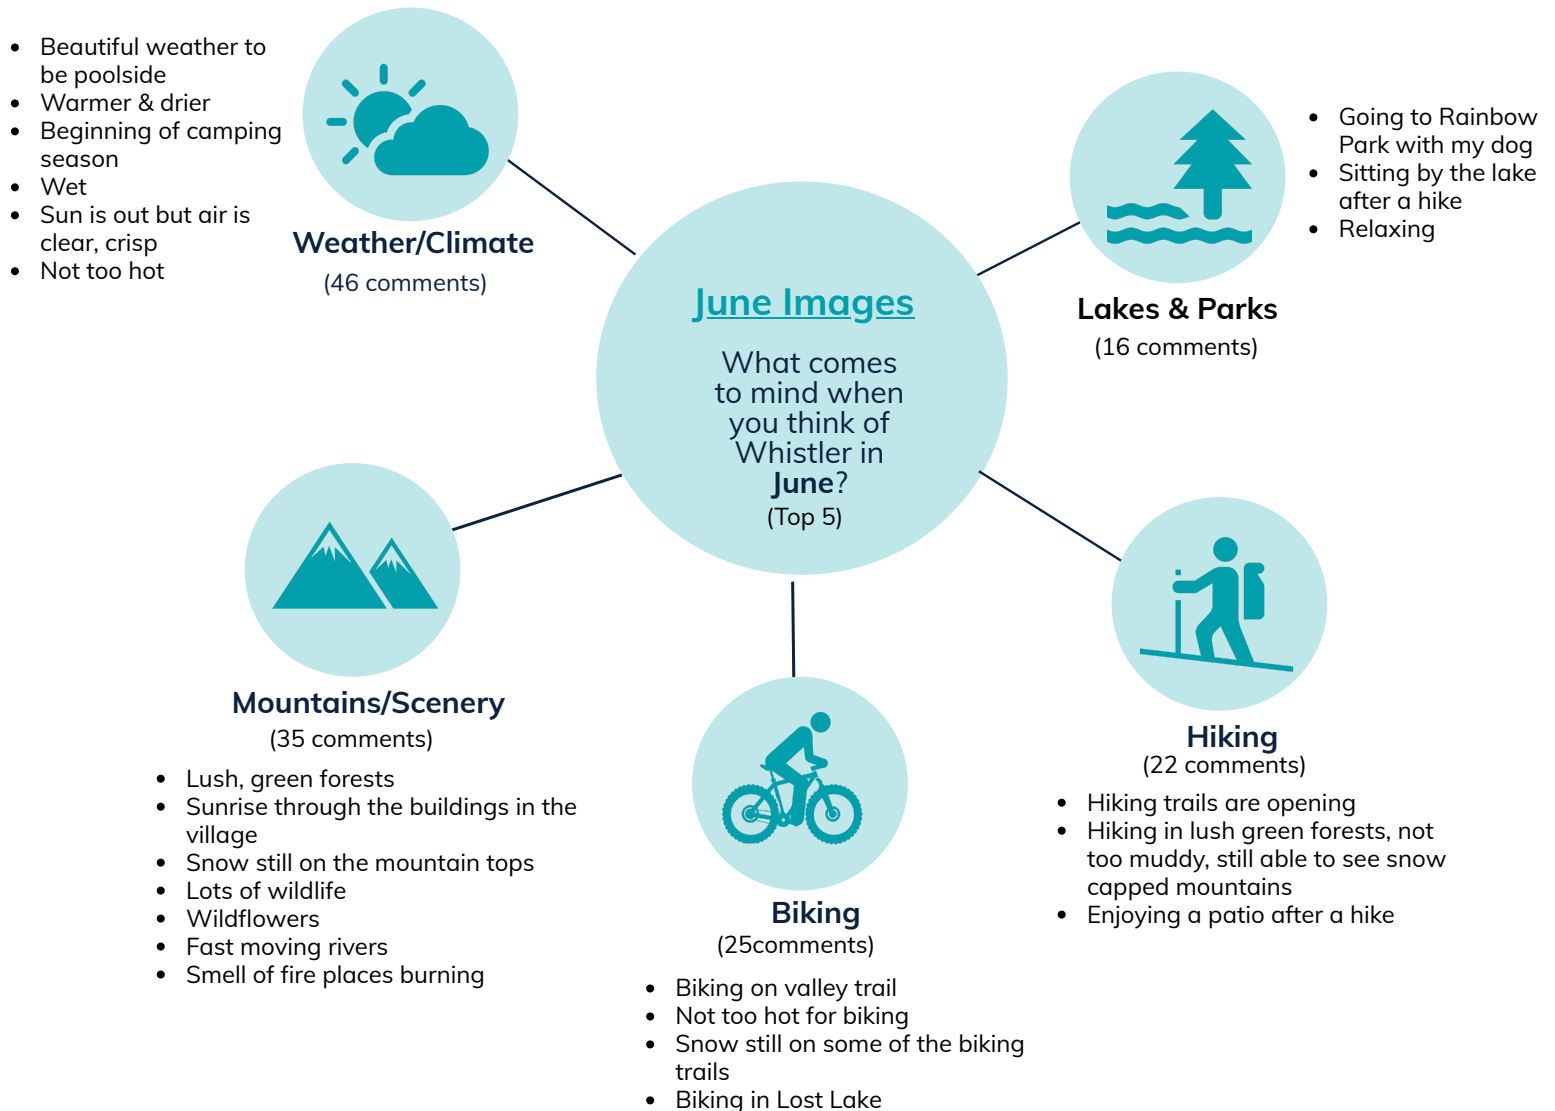 June Images
What comes
to mind when
you think of
Whistler in
June?
(Top 5)
• Beautiful weather to
be poolside
• Warmer & drier
• Beginning of camping
season
• Wet
• Sun is out but air is
clear, crisp
• Not too hot
Weather/Climate
(46 comments)
Lakes & Parks
(16 comments)
• Going to Rainbow
Park with my dog
• Sitting by the lake
after a hike
• Relaxing
Mountains/Scenery
(35 comments)
• Lush, green forests
• Sunrise through the buildings in the
village
• Snow still on the mountain tops
• Lots of wildlife
• Wildflowers
• Fast moving rivers
• Smell of fire places burning
Biking
(25comments)
• Biking on valley trail
• Not too hot for biking
• Snow still on some of the biking
trails
• Biking in Lost Lake
Hiking
(22 comments)
• Hiking trails are opening
• Hiking in lush green forests, not
too muddy, still able to see snow
capped mountains
• Enjoying a patio after a hike